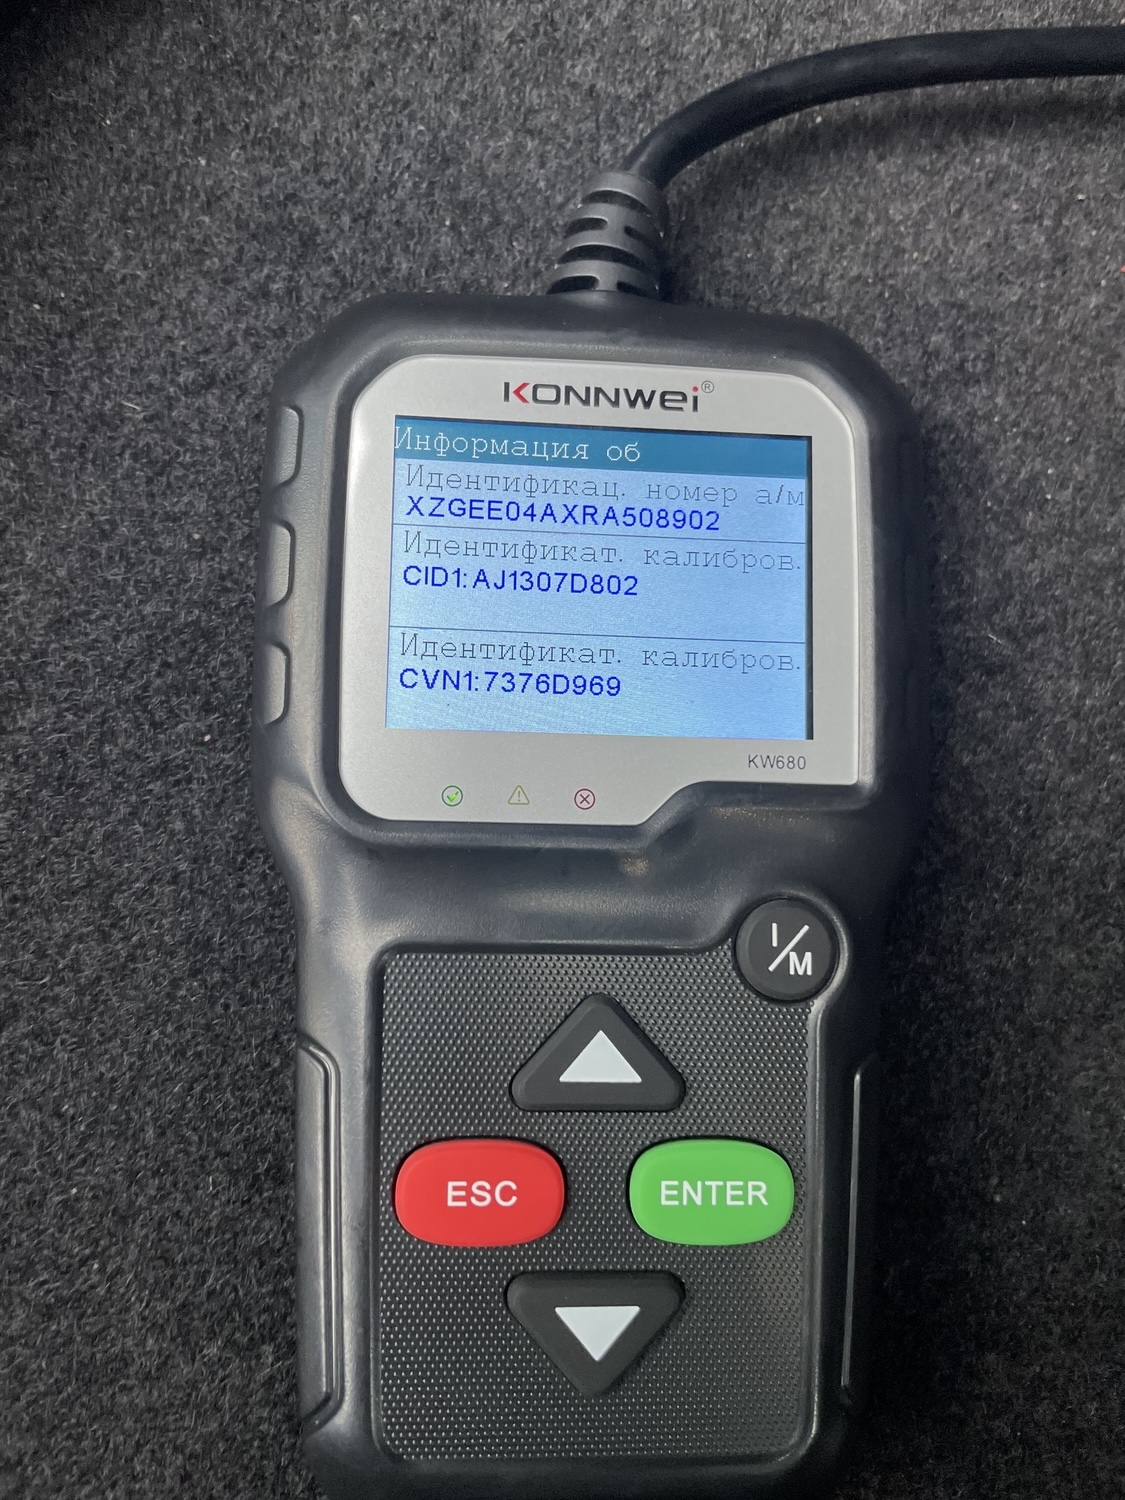 KONNWEI®
Информация об
Идентификац. номер а/м
XZGEE04AXRA508902
Идентификат. калибров.
CID1:AJ1307D802
Идентификат. калибров.
CVN1:7376D969
KW680
I/M
ESC
ENTER